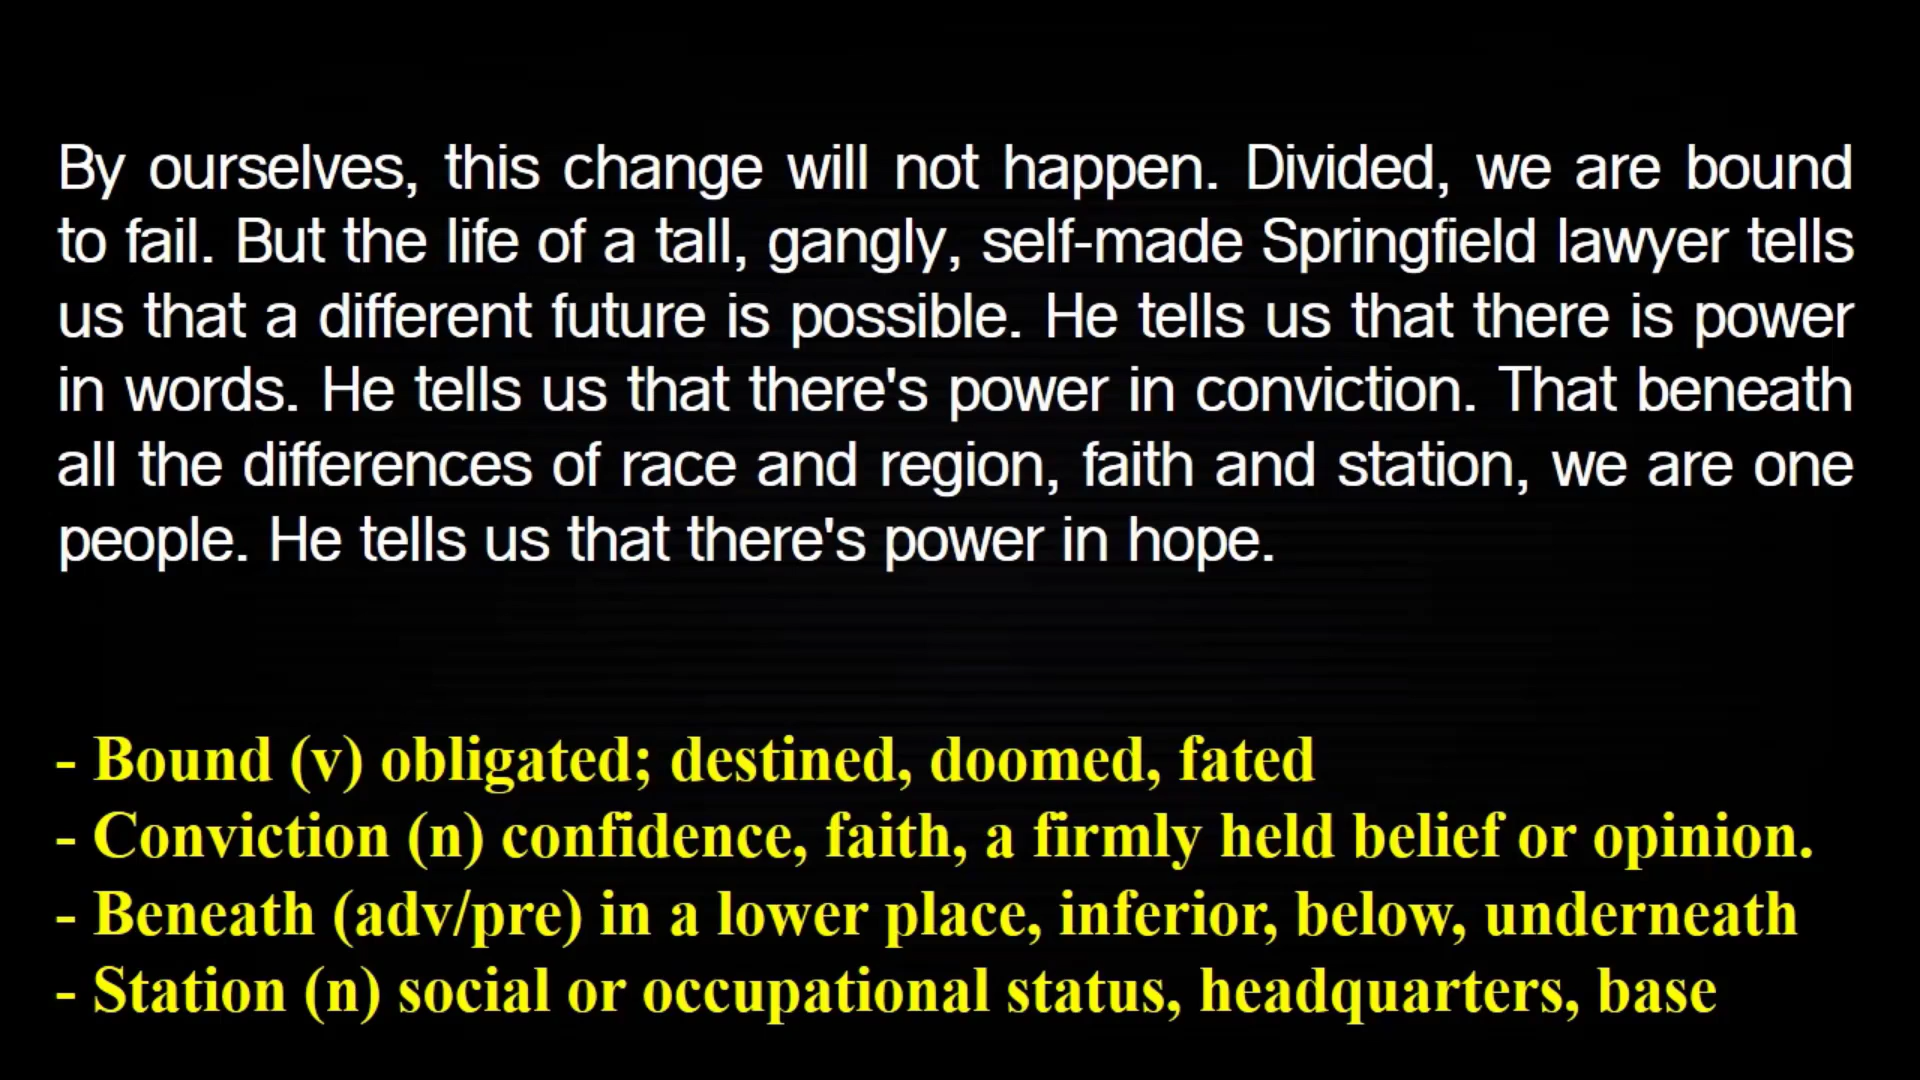 By ourselves, this change will not happen. Divided, we are bound
to fail. But the life of a tall, gangly, self-made Springfield lawyer tells
us that a different future is possible. He tells us that there is power
in words. He tells us that there's power in conviction. That beneath
all the differences of race and region, faith and station, we are one
people. He tells us that there's power in hope.
- Bound (v) obligated; destined, doomed, fated
- Conviction (n) confidence, faith, a firmly held belief or opinion.
- Beneath (adv/pre) in a lower place, inferior, below, underneath
- Station (n) social or occupational status, headquarters, base